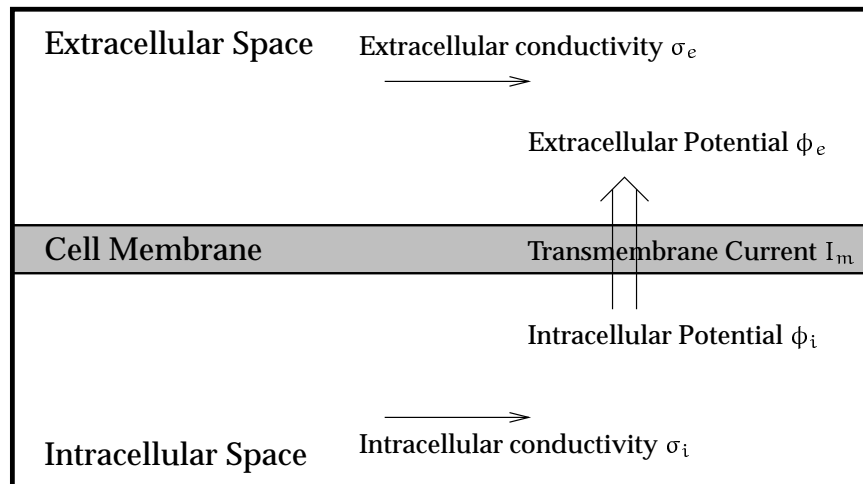 Extracellular Space
Extracellular conductivity σₑ
Extracellular Potential ϕₑ
Cell Membrane
Transmembrane Current Iₘ
Intracellular Potential ϕᵢ
Intracellular conductivity σᵢ
Intracellular Space